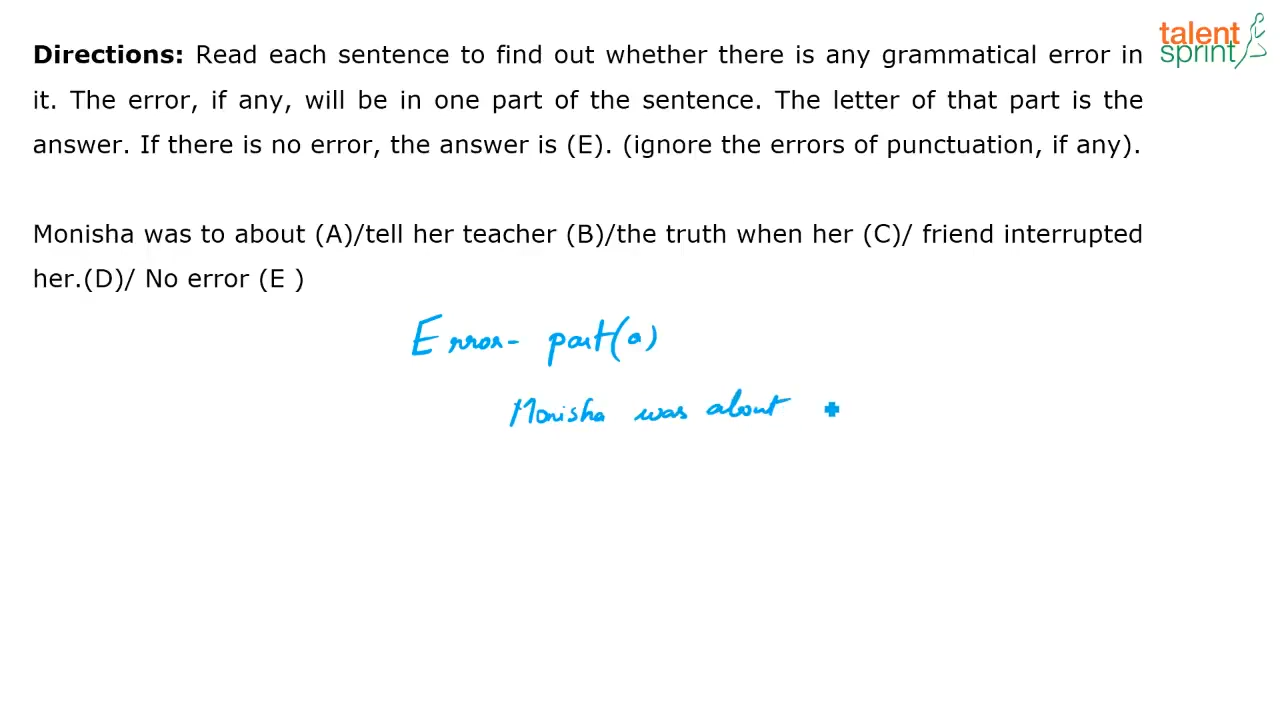 talent
sprint
Directions: Read each sentence to find out whether there is any grammatical error in
it. The error, if any, will be in one part of the sentence. The letter of that part is the
answer. If there is no error, the answer is (E). (ignore the errors of punctuation, if any).
Monisha was to about (A)/tell her teacher (B)/the truth when her (C)/ friend interrupted
her.(D)/ No error (E )
Error- part(a)
Monisha was about